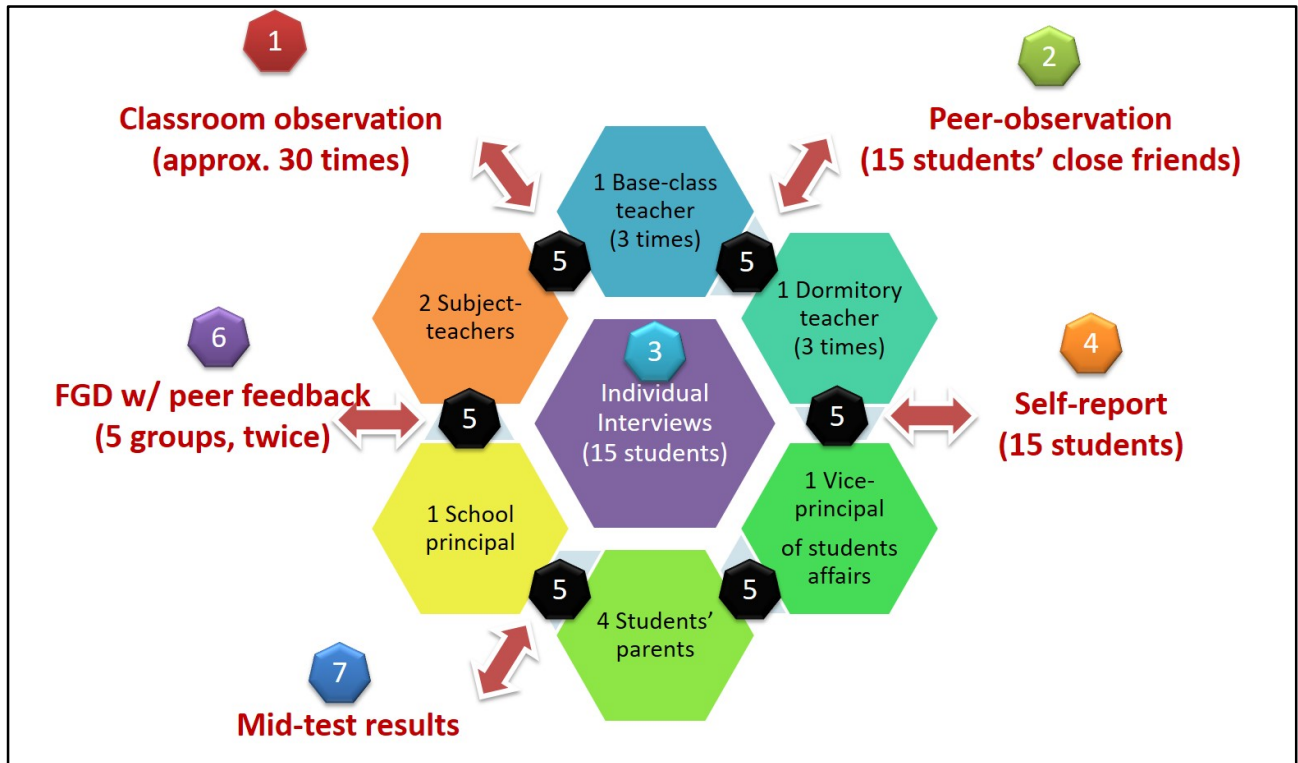 1
Classroom observation
(approx. 30 times)
2
Peer-observation
(15 students’ close friends)
1 Base-class
teacher
(3 times)
5
5
2 Subject-
teachers
1 Dormitory
teacher
(3 times)
6
FGD w/ peer feedback
(5 groups, twice)
5
3
Individual
Interviews
(15 students)
5
4
Self-report
(15 students)
1 School
principal
1 Vice-
principal
of students
affairs
5
5
4 Students’
parents
7
Mid-test results